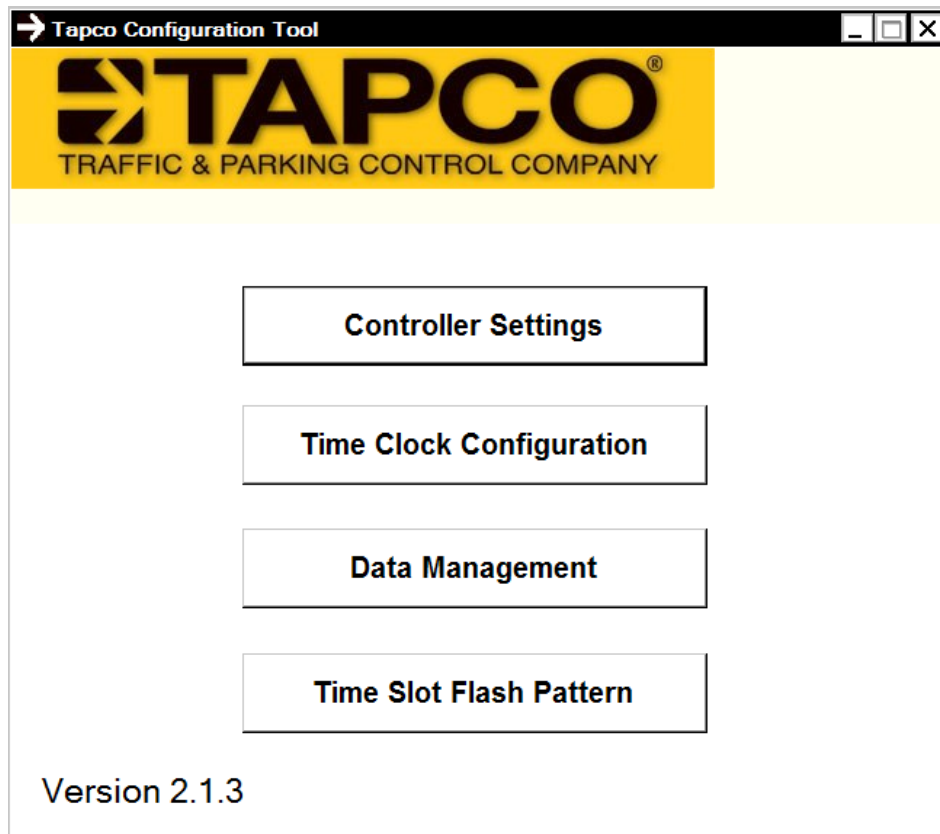 Tapco Configuration Tool
TAPCO®
TRAFFIC & PARKING CONTROL COMPANY
Controller Settings
Time Clock Configuration
Data Management
Time Slot Flash Pattern
Version 2.1.3